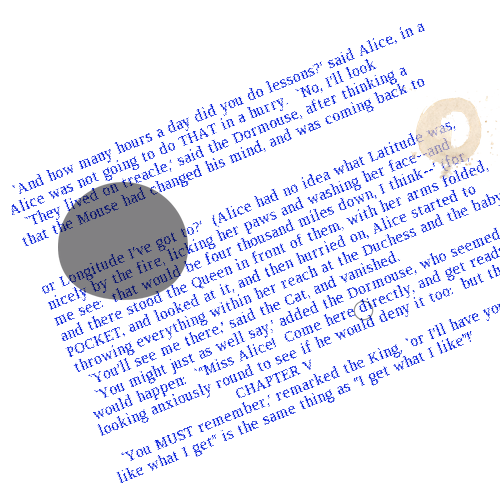 `And how many hours a day did you do lessons?' said Alice, in a
Alice was not going to do THAT in a hurry.  `No, I'll look
`They lived on treacle,' said the Dormouse, after thinking a
that the Mouse had changed his mind, and was coming back to
or Longitude I've got to?'  (Alice had no idea what Latitude was,
nicely by the fire, licking her paws and washing her face--and
me see:  that would be four thousand miles down, I think--' (for,
and there stood the Queen in front of them, with her arms folded,
POCKET, and looked at it, and then hurried on, Alice started to
throwing everything within her reach at the Duchess and the baby
`You'll see me there,' said the Cat, and vanished.
`You might just as well say,' added the Dormouse, who seemed
would happen:  `"Miss Alice!  Come here directly, and get ready
looking anxiously round to see if he would deny it too:  but the
CHAPTER V
`You MUST remember,' remarked the King, `or I'll have you
like what I get" is the same thing as "I get what I like"!'